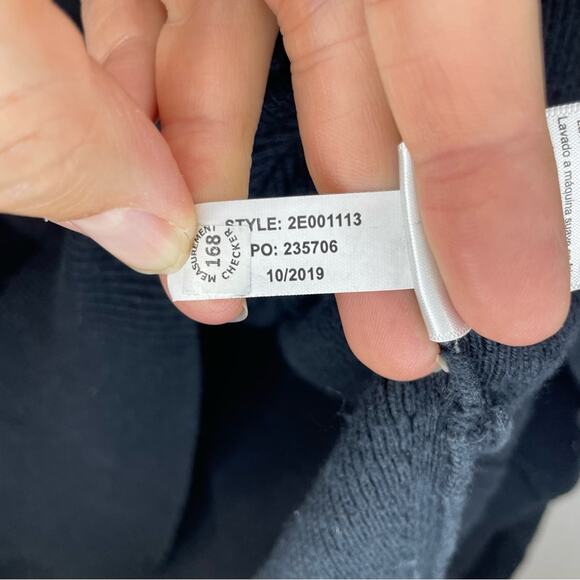 STYLE: 2E001113
PO: 235706
10/2019
MEASUREMENT
168
CHECKER
Lavado a máquina